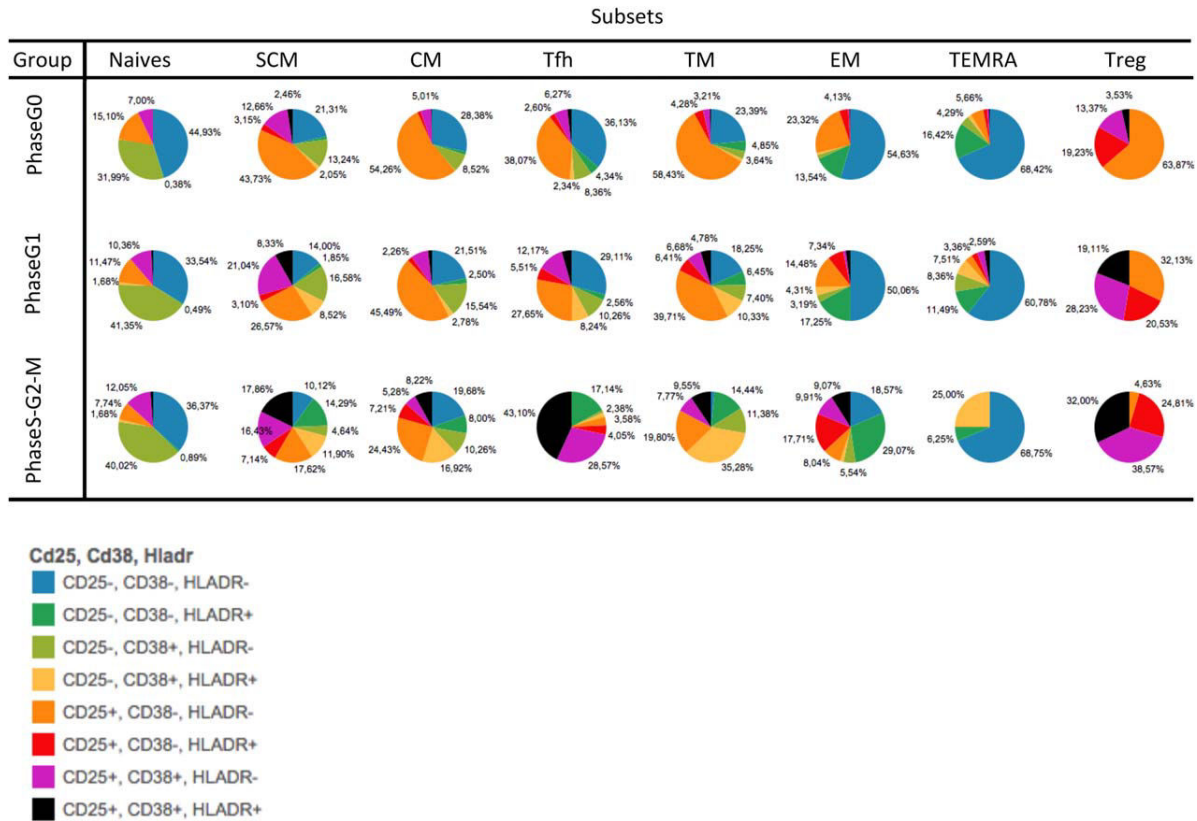 Subsets
Group Naives SCM CM Tfh TM EM TEMRA Treg
PhaseG0
7,00% 15,10% 44,93% 31,99% 0,38%
2,46% 12,66% 21,31% 3,15% 13,24% 2,05% 43,73%
5,01% 28,38% 54,26% 8,52%
6,27% 2,60% 36,13% 38,07% 4,34% 2,34% 8,36%
3,21% 4,28% 23,39% 4,85% 3,64% 58,43%
4,13% 23,32% 54,63% 13,54%
5,66% 4,29% 16,42% 68,42%
3,53% 13,37% 19,23% 63,87%
PhaseG1
10,36% 11,47% 33,54% 1,68% 0,49% 41,35%
8,33% 14,00% 1,85% 21,04% 16,58% 3,10% 8,52% 26,57%
2,26% 21,51% 2,50% 15,54% 45,49% 2,78%
12,17% 5,51% 29,11% 2,56% 27,65% 10,26% 8,24%
4,78% 6,68% 6,41% 18,25% 6,45% 7,40% 39,71% 10,33%
7,34% 14,48% 50,06% 4,31% 3,19% 17,25%
2,59% 3,36% 7,51% 8,36% 60,78% 11,49%
19,11% 32,13% 28,23% 20,53%
PhaseS-G2-M
12,05% 7,74% 1,68% 36,37% 0,89% 40,02%
17,86% 10,12% 14,29% 16,43% 4,64% 7,14% 11,90% 17,62%
8,22% 5,28% 19,68% 7,21% 8,00% 24,43% 10,26% 16,92%
17,14% 43,10% 2,38% 3,58% 4,05% 28,57%
9,55% 7,77% 14,44% 11,38% 19,80% 35,28%
9,07% 9,91% 18,57% 17,71% 29,07% 8,04% 5,54%
25,00% 6,25% 68,75%
4,63% 32,00% 24,81% 38,57%
Cd25, Cd38, Hladr
CD25-, CD38-, HLADR-
CD25-, CD38-, HLADR+
CD25-, CD38+, HLADR-
CD25-, CD38+, HLADR+
CD25+, CD38-, HLADR-
CD25+, CD38-, HLADR+
CD25+, CD38+, HLADR-
CD25+, CD38+, HLADR+